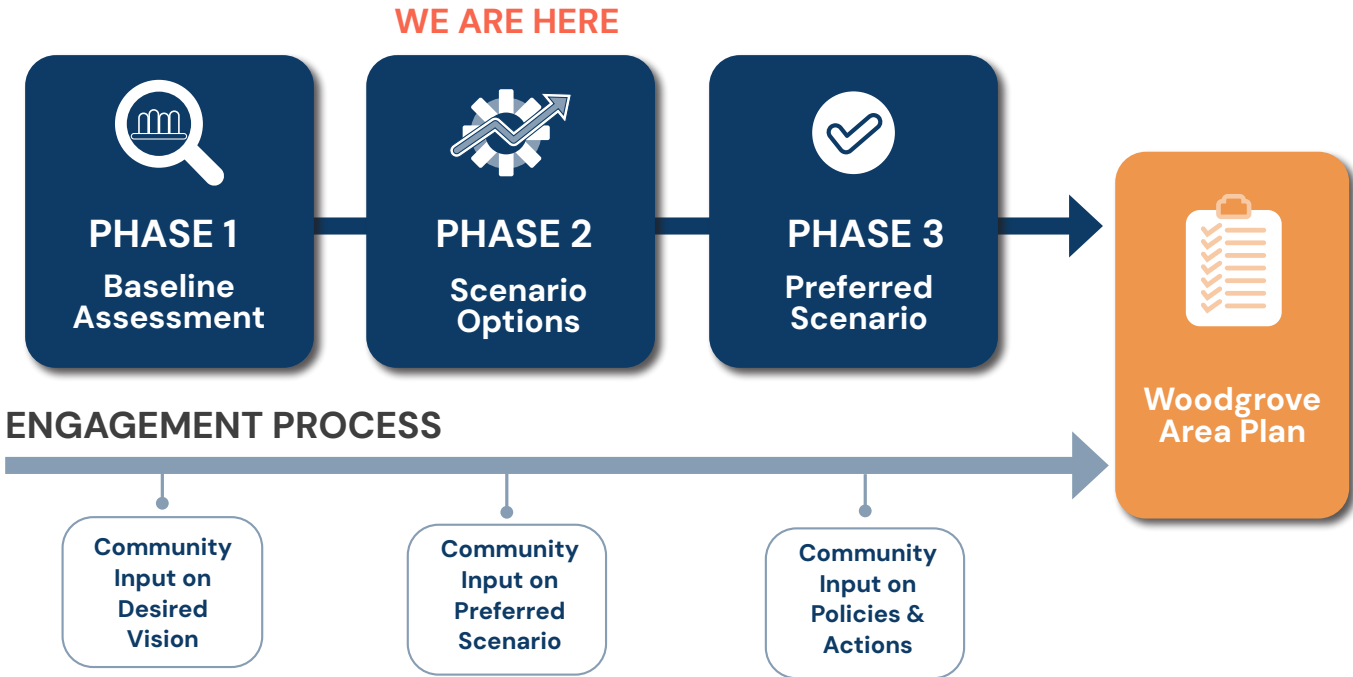 WE ARE HERE
PHASE 1
Baseline
Assessment
PHASE 2
Scenario
Options
PHASE 3
Preferred
Scenario
Woodgrove
Area Plan
ENGAGEMENT PROCESS
Community
Input on
Desired
Vision
Community
Input on
Preferred
Scenario
Community
Input on
Policies &
Actions